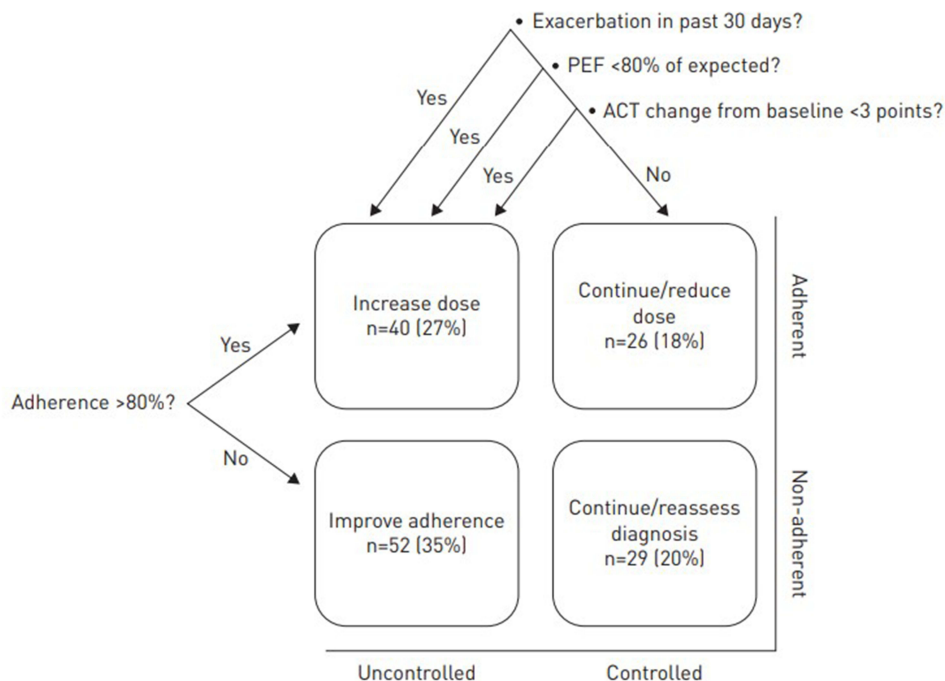 • Exacerbation in past 30 days?
• PEF <80% of expected?
• ACT change from baseline <3 points?
Yes
Yes
Yes
No
Increase dose
n=40 (27%)
Continue/reduce
dose
n=26 (18%)
Adherent
Yes
Adherence >80%?
No
Improve adherence
n=52 (35%)
Continue/reassess
diagnosis
n=29 (20%)
Non-adherent
Uncontrolled
Controlled